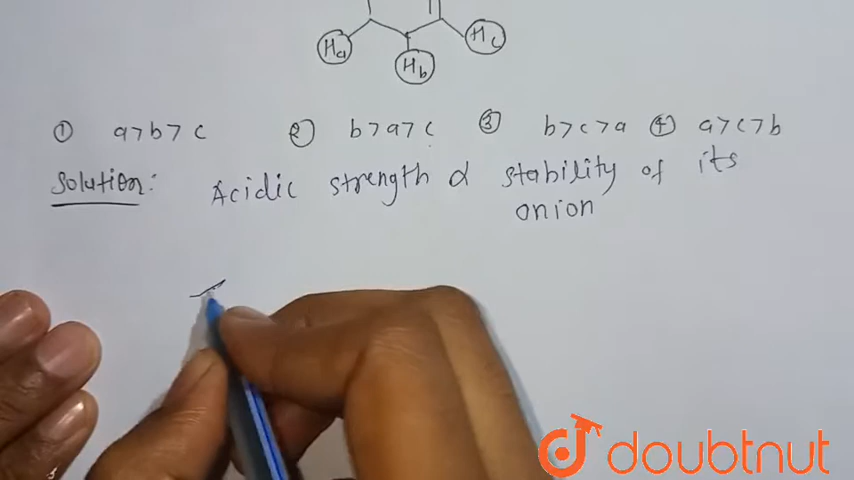 Ha
Hb
Hc
① a>b>c ② b>a>c ③ b>c>a ④ a>c>b
Solution: Acidic strength α stability of its
anion
doubtnut